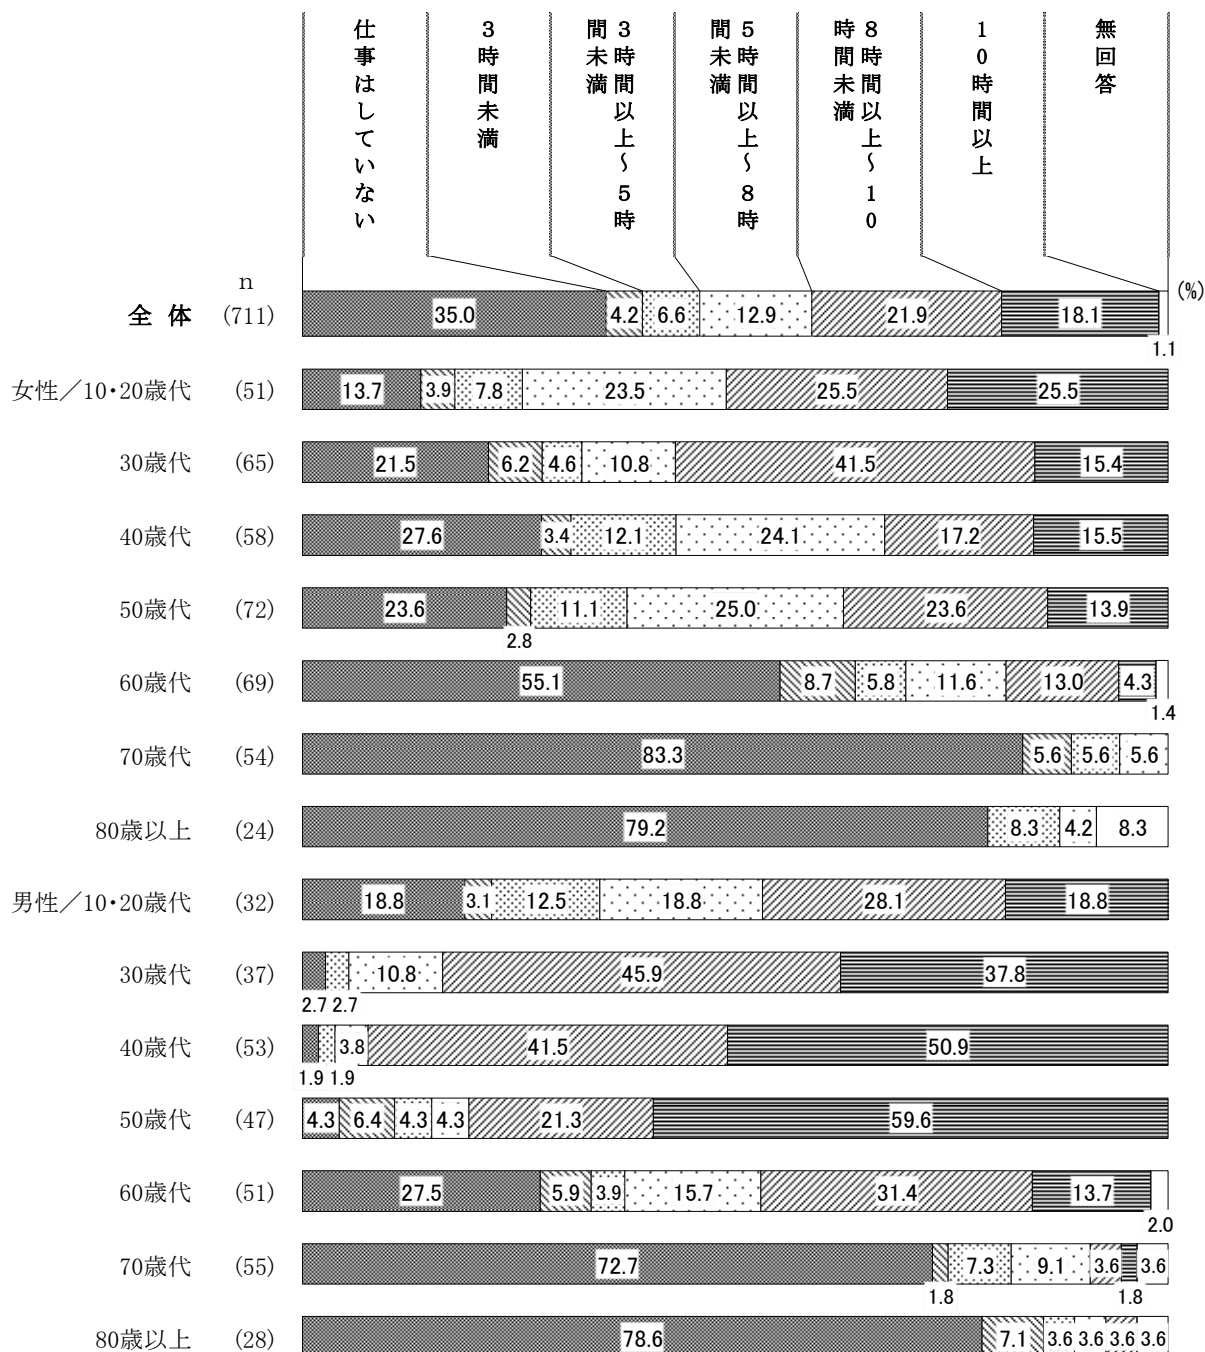 仕事はしていない
3時間未満
3時間以上~5時
間未満
5時間以上~8時
間未満
8時間以上~10
時間未満
10時間以上
無回答
n
(%)
全体 (711) 35.0 4.2 6.6 12.9 21.9 18.1
1.1
女性/10・20歳代 (51) 13.7 3.9 7.8 23.5 25.5 25.5
30歳代 (65) 21.5 6.2 4.6 10.8 41.5 15.4
40歳代 (58) 27.6 3.4 12.1 24.1 17.2 15.5
50歳代 (72) 23.6 11.1 25.0 23.6 13.9
2.8
60歳代 (69) 55.1 8.7 5.8 11.6 13.0 4.3
1.4
70歳代 (54) 83.3 5.6 5.6 5.6
80歳以上 (24) 79.2 8.3 4.2 8.3
男性/10・20歳代 (32) 18.8 3.1 12.5 18.8 28.1 18.8
30歳代 (37) 10.8 45.9 37.8
2.7 2.7
40歳代 (53) 3.8 41.5 50.9
1.9 1.9
50歳代 (47) 4.3 6.4 4.3 4.3 21.3 59.6
60歳代 (51) 27.5 5.9 3.9 15.7 31.4 13.7
2.0
70歳代 (55) 72.7 7.3 9.1 3.6 3.6
1.8 1.8
80歳以上 (28) 78.6 7.1 3.6 3.6 3.6 3.6